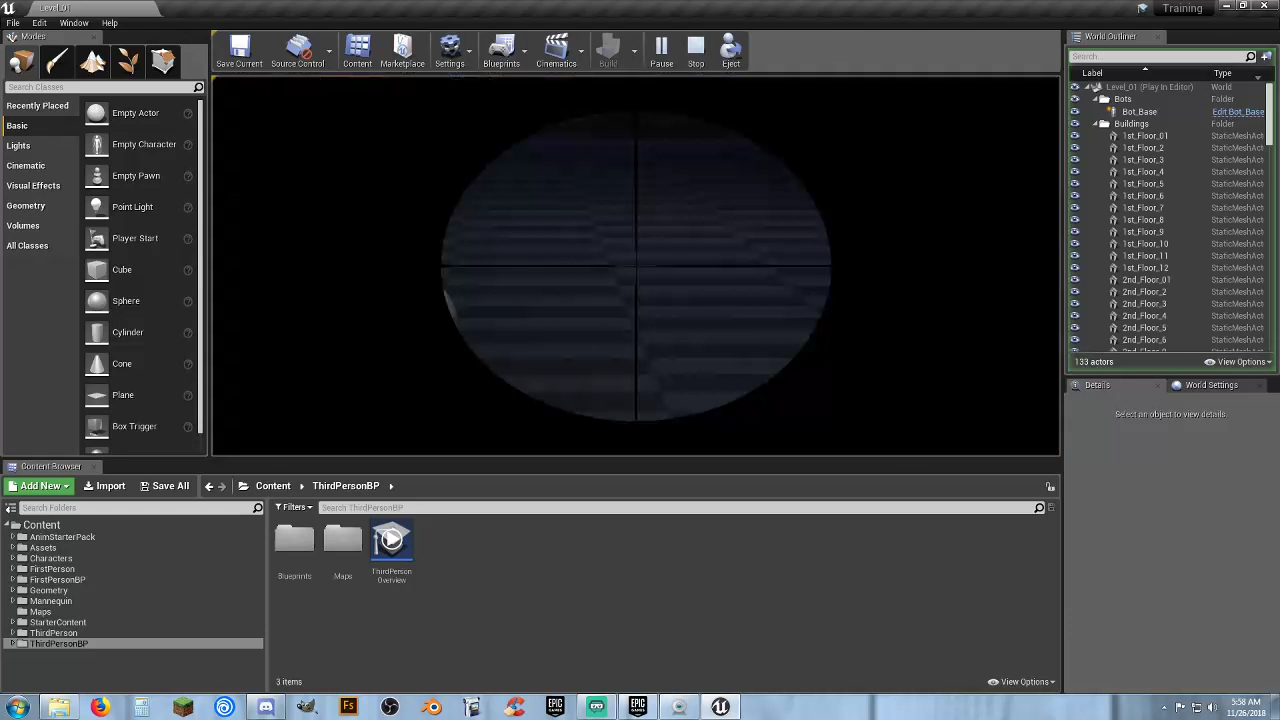 Level_01
Training
File Edit Window Help
Modes
Search Classes
Recently Placed
Basic
Lights
Cinematic
Visual Effects
Geometry
Volumes
All Classes
Empty Actor
Empty Character
Empty Pawn
Point Light
Player Start
Cube
Sphere
Cylinder
Cone
Plane
Box Trigger
Save Current Source Control Content Marketplace Settings Blueprints Cinematics Build Pause Stop Eject
World Outliner
Search...
Label Type
Level_01 (Play In Editor) World
Bots Folder
Bot_Base Edit Bot_Base
Buildings Folder
1st_Floor_01 StaticMeshAct
1st_Floor_2 StaticMeshAct
1st_Floor_3 StaticMeshAct
1st_Floor_4 StaticMeshAct
1st_Floor_5 StaticMeshAct
1st_Floor_6 StaticMeshAct
1st_Floor_7 StaticMeshAct
1st_Floor_8 StaticMeshAct
1st_Floor_9 StaticMeshAct
1st_Floor_10 StaticMeshAct
1st_Floor_11 StaticMeshAct
1st_Floor_12 StaticMeshAct
2nd_Floor_01 StaticMeshAct
2nd_Floor_2 StaticMeshAct
2nd_Floor_3 StaticMeshAct
2nd_Floor_4 StaticMeshAct
2nd_Floor_5 StaticMeshAct
2nd_Floor_6 StaticMeshAct
133 actors View Options
Details World Settings
Select an object to view details.
Content Browser
Add New Import Save All Content ThirdPersonBP
Search Folders
Filters Search ThirdPersonBP
Content
AnimStarterPack
Assets
Characters
FirstPerson
FirstPersonBP
Geometry
Mannequin
Maps
StarterContent
ThirdPerson
ThirdPersonBP
Blueprints
Maps
ThirdPerson
Overview
3 items View Options
EPIC
GAMES
EPIC
GAMES
Fs
5:58 AM
11/26/2018